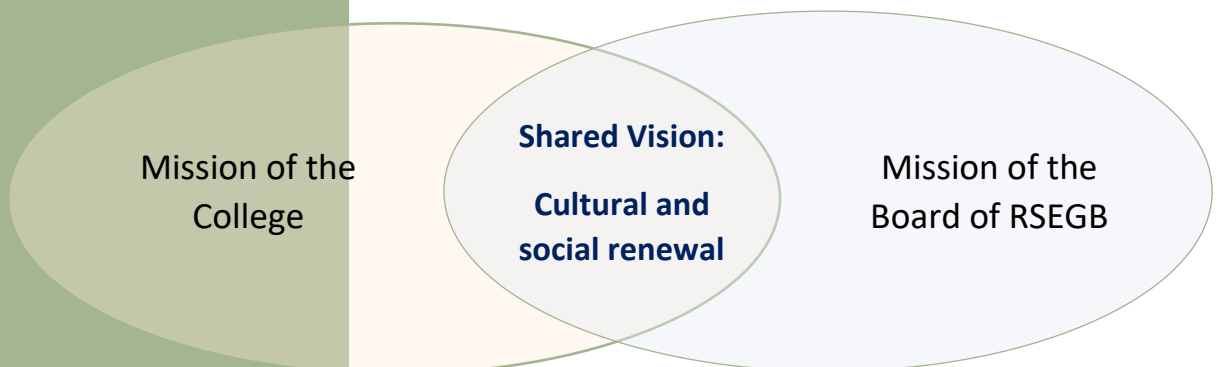 Mission of the
College
Shared Vision:
Cultural and
social renewal
Mission of the
Board of RSEGB